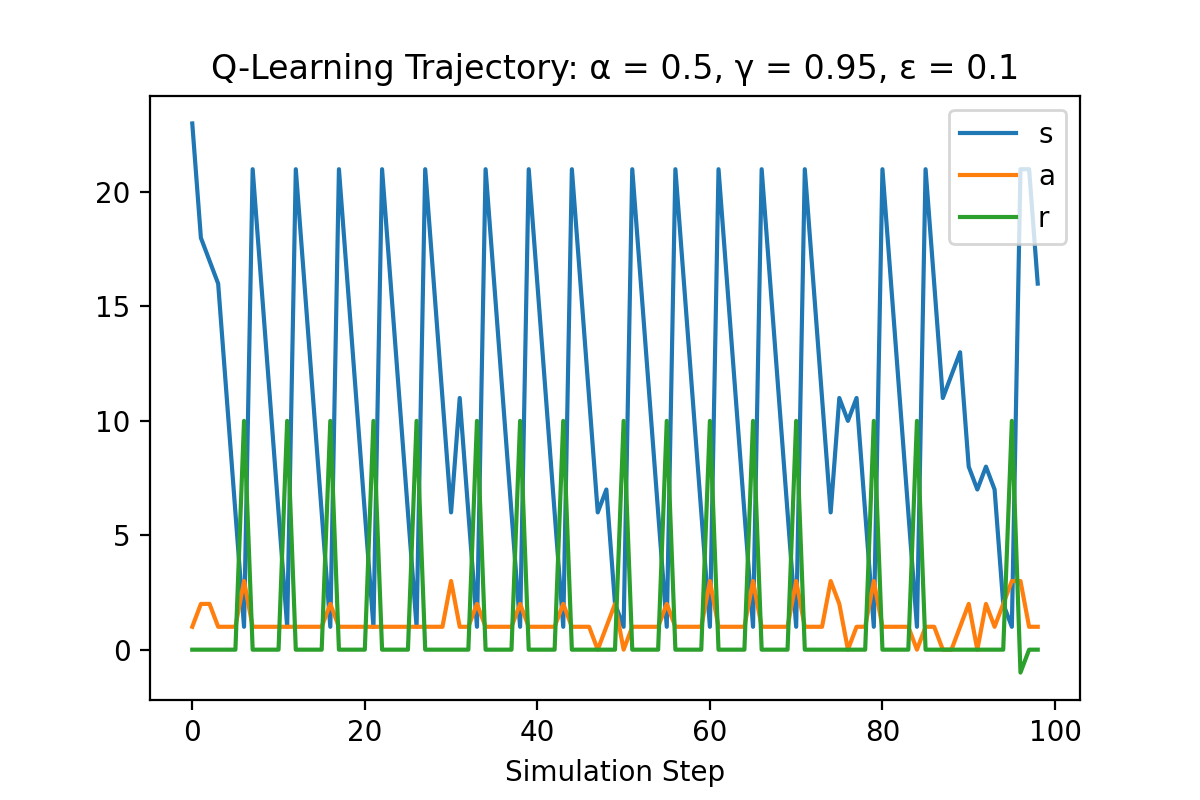 Q-Learning Trajectory: α = 0.5, γ = 0.95, ε = 0.1
s
a
r
20
15
10
5
0
0 20 40 60 80 100
Simulation Step